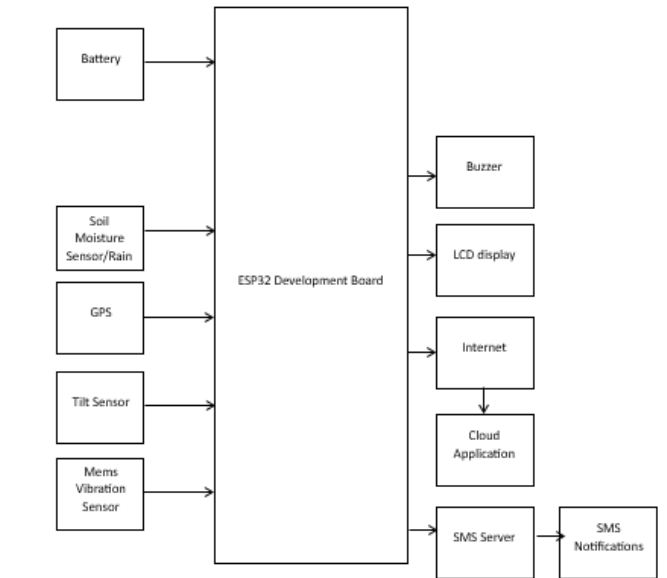 Battery
Soil
Moisture
Sensor/Rain
GPS
Tilt Sensor
Mems
Vibration
Sensor
ESP32 Development Board
Buzzer
LCD display
Internet
Cloud
Application
SMS Server
SMS
Notifications